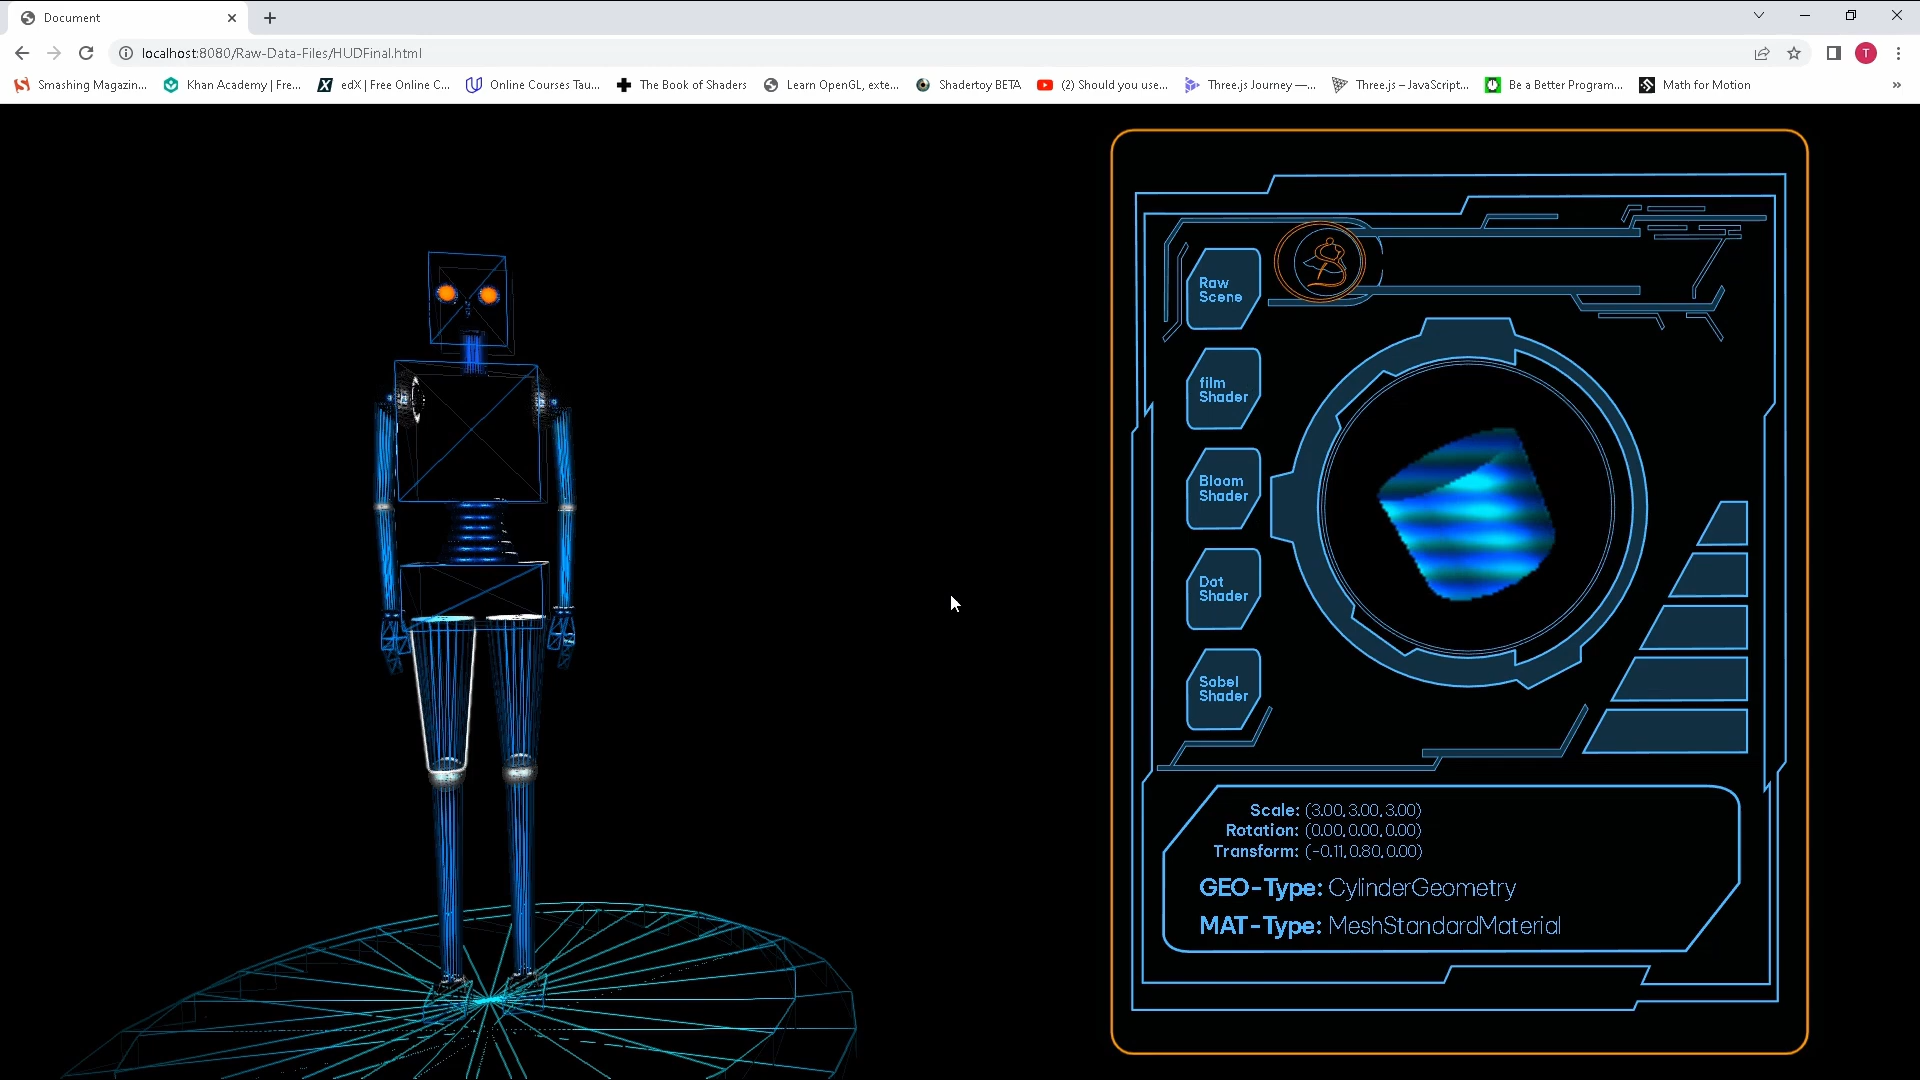 Document
localhost:8080/Raw-Data-Files/HUDFinal.html
T
Smashing Magazin...
Khan Academy | Fre...
edX | Free Online C...
Online Courses Tau...
The Book of Shaders
Learn OpenGL, exte...
Shadertoy BETA
(2) Should you use...
Three.js Journey —...
Three.js – JavaScript...
Be a Better Program...
Math for Motion
Raw
Scene
film
Shader
Bloom
Shader
Dot
Shader
Sobel
Shader
Scale: (3.00, 3.00, 3.00)
Rotation: (0.00, 0.00, 0.00)
Transform: (-0.11, 0.80, 0.00)
GEO-Type: CylinderGeometry
MAT-Type: MeshStandardMaterial